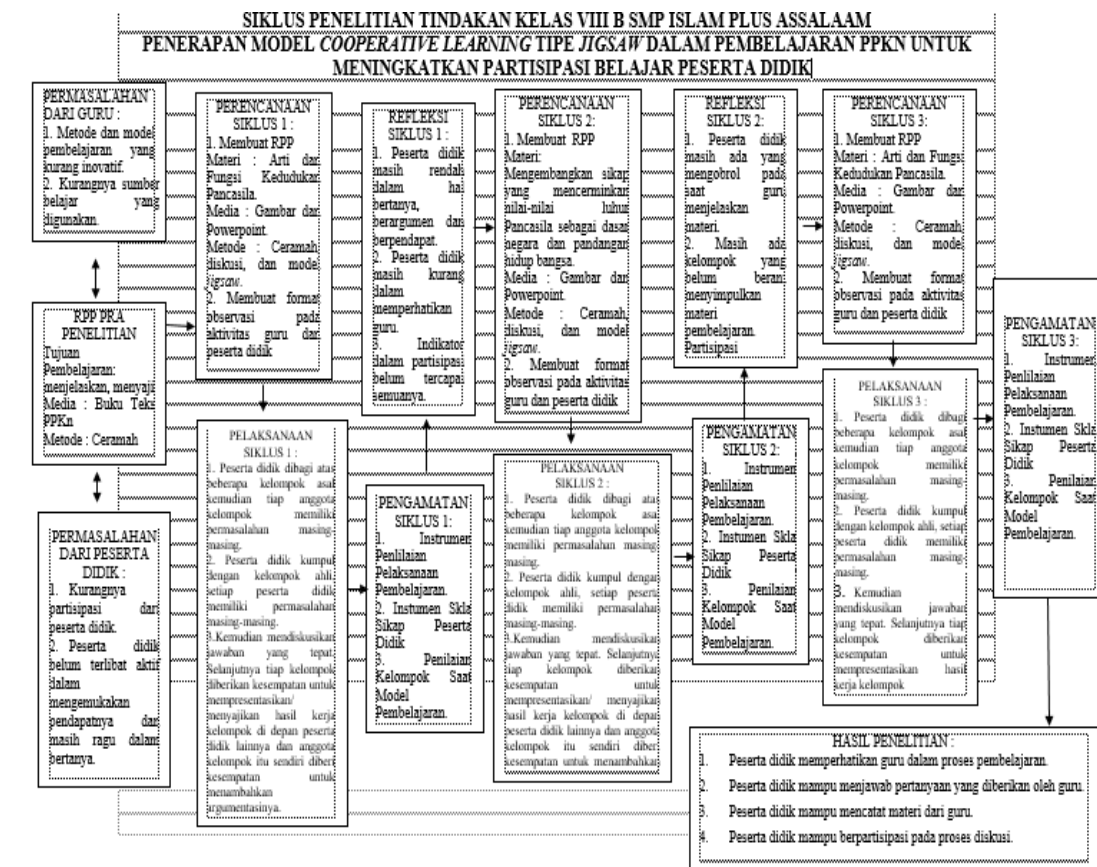 SIKLUS PENELITIAN TINDAKAN KELAS VIII B SMP ISLAM PLUS ASSALAAM
PENERAPAN MODEL COOPERATIVE LEARNING TIPE JIGSAW DALAM PEMBELAJARAN PPKN UNTUK
MENINGKATKAN PARTISIPASI BELAJAR PESERTA DIDIK
PERMASALAHAN
DARI GURU :
1. Metode dan model
pembelajaran yang
kurang inovatif.
2. Kurangnya sumber
belajar yang
digunakan.
RPP PRA
PENELITIAN
Tujuan
Pembelajaran:
menjelaskan, menyaji
Media : Buku Teks
PPKn
Metode : Ceramah
PERMASALAHAN
DARI PESERTA
DIDIK :
1. Kurangnya
partisipasi dari
peserta didik.
2. Peserta didik
belum terlibat aktif
dalam
mengemukakan
pendapatnya dan
masih ragu dalam
bertanya.
PERENCANAAN
SIKLUS 1 :
1. Membuat RPP
Materi : Arti dan
Fungsi Kedudukan
Pancasila.
Media : Gambar dan
Powerpoint.
Metode : Ceramah,
diskusi, dan model
jigsaw.
2. Membuat format
observasi pada
aktivitas guru dan
peserta didik
PELAKSANAAN
SIKLUS 1 :
1. Peserta didik dibagi atas
beberapa kelompok asal
kemudian tiap anggota
kelompok memiliki
permasalahan masing-
masing.
2. Peserta didik kumpul
dengan kelompok ahli,
setiap peserta didik
memiliki permasalahan
masing-masing.
3.Kemudian mendiskusikan
jawaban yang tepat.
Selanjutnya tiap kelompok
diberikan kesempatan untuk
mempresentasikan/
menyajikan hasil kerja
kelompok di depan peserta
didik lainnya dan anggota
kelompok itu sendiri diberi
kesempatan untuk
menambahkan
argumentasinya.
REFLEKSI
SIKLUS 1 :
1. Peserta didik
masih rendah
dalam hal
bertanya,
berargumen dan
berpendapat.
2. Peserta didik
masih kurang
dalam
memperhatikan
guru.
3. Indikator
dalam partisipasi
belum tercapai
semuanya.
PENGAMATAN
SIKLUS 1:
1. Instrumen
Penlilaian
Pelaksanaan
Pembelajaran.
2. Instumen Skla
Sikap Peserta
Didik
3. Penilaian
Kelompok Saat
Model
Pembelajaran.
PERENCANAAN
SIKLUS 2:
1. Membuat RPP
Materi:
Mengembangkan sikap
yang mencerminkan
nilai-nilai luhur
Pancasila sebagai dasar
negara dan pandangan
hidup bangsa.
Media : Gambar dan
Powerpoint.
Metode : Ceramah,
diskusi, dan model
jigsaw.
2. Membuat format
observasi pada aktivitas
guru dan peserta didik
PELAKSANAAN
SIKLUS 2 :
1. Peserta didik dibagi atas
beberapa kelompok asal
kemudian tiap anggota kelompok
memiliki permasalahan masing-
masing.
2. Peserta didik kumpul dengan
kelompok ahli, setiap peserta
didik memiliki permasalahan
masing-masing.
3.Kemudian mendiskusikan
jawaban yang tepat. Selanjutnya
tiap kelompok diberikan
kesempatan untuk
mempresentasikan/ menyajikan
hasil kerja kelompok di depan
peserta didik lainnya dan anggota
kelompok itu sendiri diberi
kesempatan untuk menambahkan
REFLEKSI
SIKLUS 2:
1. Peserta didik
masih ada yang
mengobrol pada
saat guru
menjelaskan
materi.
2. Masih ada
kelompok yang
belum berani
menyimpulkan
materi
pembelajaran.
Partisipasi
PENGAMATAN
SIKLUS 2:
1. Instrumen
Penlilaian
Pelaksanaan
Pembelajaran.
2. Instumen Skla
Sikap Peserta
Didik
3. Penilaian
Kelompok Saat
Model
Pembelajaran.
PERENCANAAN
SIKLUS 3:
1. Membuat RPP
Materi : Arti dan Fungsi
Kedudukan Pancasila.
Media : Gambar dan
Powerpoint.
Metode : Ceramah,
diskusi, dan model
jigsaw.
2. Membuat format
observasi pada aktivitas
guru dan peserta didik
PELAKSANAAN
SIKLUS 3 :
1. Peserta didik dibagi
beberapa kelompok asal
kemudian tiap anggota
kelompok memiliki
permasalahan masing-
masing.
2. Peserta didik kumpul
dengan kelompok ahli, setiap
peserta didik memiliki
permasalahan masing-
masing.
3. Kemudian
mendiskusikan jawaban
yang tepat. Selanjutnya tiap
kelompok diberikan
kesempatan untuk
mempresentasikan hasil
kerja kelompok
PENGAMATAN
SIKLUS 3:
1. Instrumen
Penlilaian
Pelaksanaan
Pembelajaran.
2. Instumen Skla
Sikap Peserta
Didik
3. Penilaian
Kelompok Saat
Model
Pembelajaran.
HASIL PENELITIAN :
1. Peserta didik memperhatikan guru dalam proses pembelajaran.
2. Peserta didik mampu menjawab pertanyaan yang diberikan oleh guru.
3. Peserta didik mampu mencatat materi dari guru.
4. Peserta didik mampu berpartisipasi pada proses diskusi.